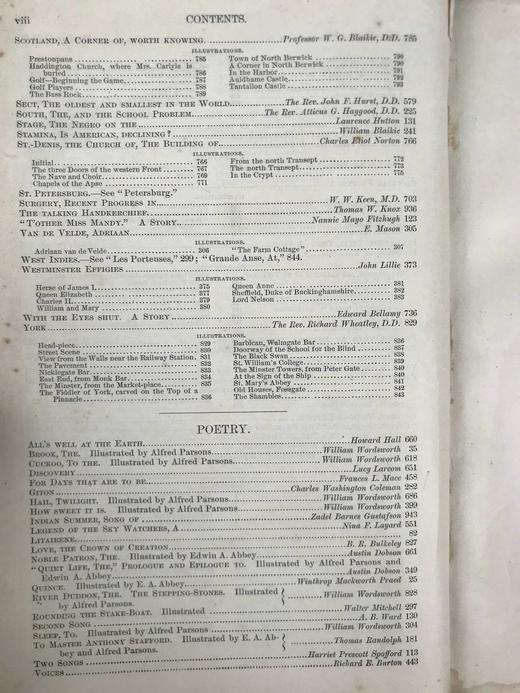 viii CONTENTS.
SCOTLAND, A CORNER OF, WORTH KNOWING. Professor W. G. Blaikie, D.D. 785
ILLUSTRATIONS.
Prestonpans 785
Haddington Church, where Mrs. Carlyle is
buried 786
Golf—Beginning the Game 787
Golf Players 788
The Bass Rock 789
Town of North Berwick 790
A Corner in North Berwick 790
In the Harbor 791
Auldhame Castle 792
Tantallon Castle 793
SECT, THE OLDEST AND SMALLEST IN THE WORLD The Rev. John F. Hurst, D.D. 579
SOUTH, THE, AND THE SCHOOL PROBLEM The Rev. Atticus G. Haygood, D.D. 225
STAGE, THE NEGRO ON THE Laurence Hutton 131
STAMINA, IS AMERICAN, DECLINING? William Blaikie 241
ST.-DENIS, THE CHURCH OF, THE BUILDING OF Charles Eliot Norton 766
ILLUSTRATIONS.
Initial 766
The three Doors of the western Front 767
The Nave and Choir 769
Chapels of the Apse 771
From the north Transept 772
The north Transept 773
In the Crypt 775
ST. PETERSBURG.—See "Petersburg."
SURGERY, RECENT PROGRESS IN W. W. Keen, M.D. 703
THE TALKING HANDKERCHIEF Thomas W. Knox 936
"T'OTHER MISS MANDY." A STORY Nannie Mayo Fitzhugh 123
VAN DE VELDE, ADRIAAN E. Mason 305
ILLUSTRATIONS.
Adriaan van de Velde 306
"The Farm Cottage" 307
WEST INDIES.—See "Les Porteuses," 299; "Grande Anse, At," 844.
WESTMINSTER EFFIGIES John Lillie 373
ILLUSTRATIONS.
Herse of James I. 375
Queen Elizabeth 377
Charles II. 379
William and Mary 380
Queen Anne 381
Sheffield, Duke of Buckinghamshire 382
Lord Nelson 383
WITH THE EYES SHUT. A STORY Edward Bellamy 736
YORK The Rev. Richard Wheatley, D.D. 829
ILLUSTRATIONS.
Head-piece 829
Street Scene 830
View from the Walls near the Railway Station. 831
The Pavement 832
Micklegate Bar 833
East End, from Monk Bar 834
The Minster, from the Market-place 835
The Fiddler of York, carved on the Top of a
Pinnacle 836
Barbican, Walmgate Bar 836
Doorway of the School for the Blind 837
The Black Swan 838
St. William's College 839
The Minster Towers, from Peter Gate 840
At the Sign of the Ship 840
St. Mary's Abbey 841
Old Houses, Fossgate 842
The Shambles 843
POETRY.
ALL'S WELL AT THE EARTH Howard Hall 660
BROOK, THE. Illustrated by Alfred Parsons William Wordsworth 35
CUCKOO, TO THE. Illustrated by Alfred Parsons William Wordsworth 618
DISCOVERY Lucy Larcom 651
FOR DAYS THAT ARE TO BE Frances L. Mace 458
GITON Charles Washington Coleman 282
HAIL, TWILIGHT. Illustrated by Alfred Parsons William Wordsworth 686
HOW SWEET IT IS. Illustrated by Alfred Parsons William Wordsworth 399
INDIAN SUMMER, SONG OF Zadel Barnes Gustafson 943
LEGEND OF THE SKY WATCHERS, A Nina F. Layard 551
LITAIRENE 82
LOVE, THE CROWN OF CREATION B. R. Bulkeley 827
NOBLE PATRON, THE. Illustrated by Edwin A. Abbey Austin Dobson 661
"QUIET LIFE, THE," PROLOGUE AND EPILOGUE TO. Illustrated by Alfred Parsons and
Edwin A. Abbey Austin Dobson 349
QUINCE. Illustrated by E. A. Abbey Winthrop Mackworth Praed 25
RIVER DUDDON, THE. THE STEPPING-STONES. Illustrated
by Alfred Parsons. William Wordsworth 828
ROUNDING THE STAKE-BOAT. Illustrated Walter Mitchell 297
SECOND SONG A. B. Ward 130
SLEEP, TO. Illustrated by Alfred Parsons William Wordsworth 304
TO MASTER ANTHONY STAFFORD. Illustrated by E. A. Ab-
bey and Alfred Parsons. Thomas Randolph 181
TWO SONGS Harriet Prescott Spofford 113
VOICES Richard E. Burton 443